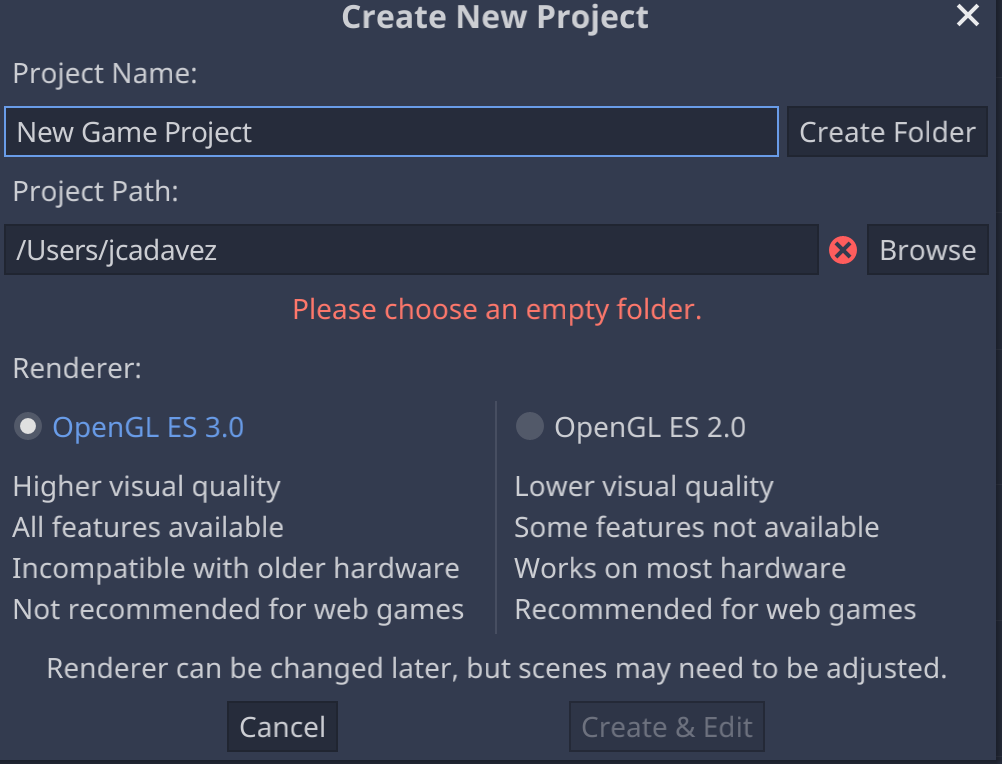 Create New Project
Project Name:
New Game Project
Create Folder
Project Path:
/Users/jcadavez
Browse
Please choose an empty folder.
Renderer:
OpenGL ES 3.0
Higher visual quality
All features available
Incompatible with older hardware
Not recommended for web games
OpenGL ES 2.0
Lower visual quality
Some features not available
Works on most hardware
Recommended for web games
Renderer can be changed later, but scenes may need to be adjusted.
Cancel
Create & Edit